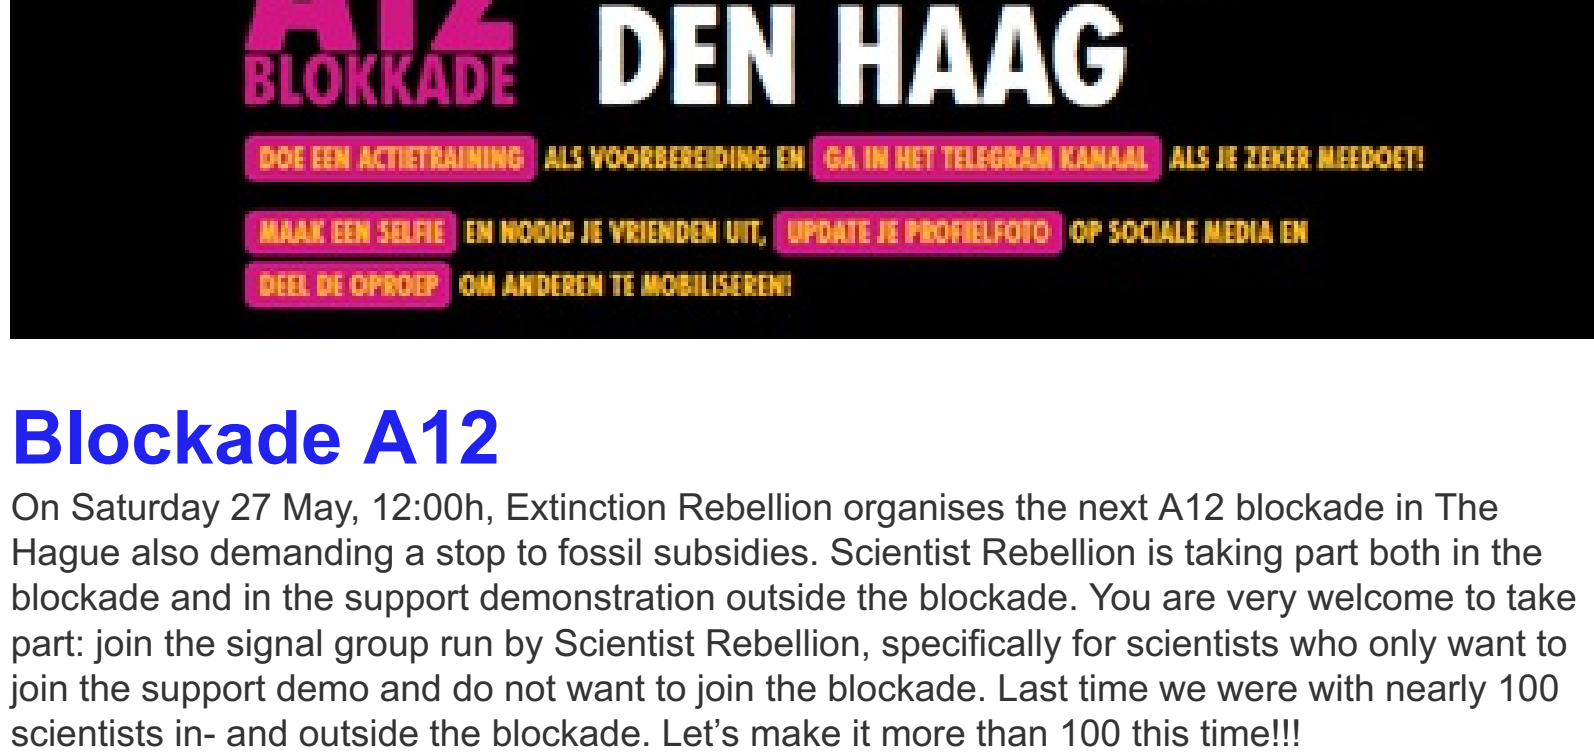 A12
BLOKKADE
DEN HAAG
DOE EEN ACTIETRAINING ALS VOORBEREIDING EN GA IN HET TELEGRAM KANAAL ALS JE ZEKER MEEDOET!
MAAK EEN SELFIE EN NODIG JE VRIENDEN UIT, UPDATE JE PROFIELFOTO OP SOCIALE MEDIA EN
DEEL DE OPROEP OM ANDEREN TE MOBILISEREN!
Blockade A12
On Saturday 27 May, 12:00h, Extinction Rebellion organises the next A12 blockade in The
Hague also demanding a stop to fossil subsidies. Scientist Rebellion is taking part both in the
blockade and in the support demonstration outside the blockade. You are very welcome to take
part: join the signal group run by Scientist Rebellion, specifically for scientists who only want to
join the support demo and do not want to join the blockade. Last time we were with nearly 100
scientists in- and outside the blockade. Let’s make it more than 100 this time!!!